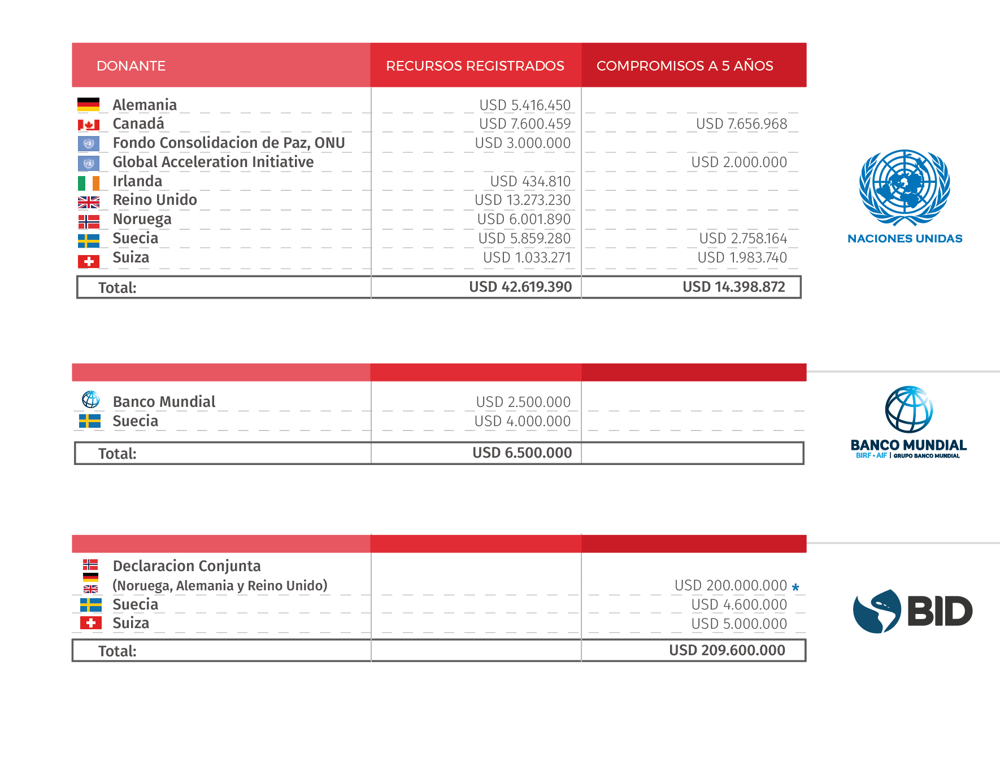 DONANTE RECURSOS REGISTRADOS COMPROMISOS A 5 AÑOS
Alemania USD 5.416.450
Canadá USD 7.600.459 USD 7.656.968
Fondo Consolidacion de Paz, ONU USD 3.000.000
Global Acceleration Initiative USD 2.000.000
Irlanda USD 434.810
Reino Unido USD 13.273.230
Noruega USD 6.001.890
Suecia USD 5.859.280 USD 2.758.164
Suiza USD 1.033.271 USD 1.983.740
Total: USD 42.619.390 USD 14.398.872
NACIONES UNIDAS
Banco Mundial USD 2.500.000
Suecia USD 4.000.000
Total: USD 6.500.000
BANCO MUNDIAL
BIRF • AIF | GRUPO BANCO MUNDIAL
Declaracion Conjunta
(Noruega, Alemania y Reino Unido) USD 200.000.000 *
Suecia USD 4.600.000
Suiza USD 5.000.000
Total: USD 209.600.000
BID